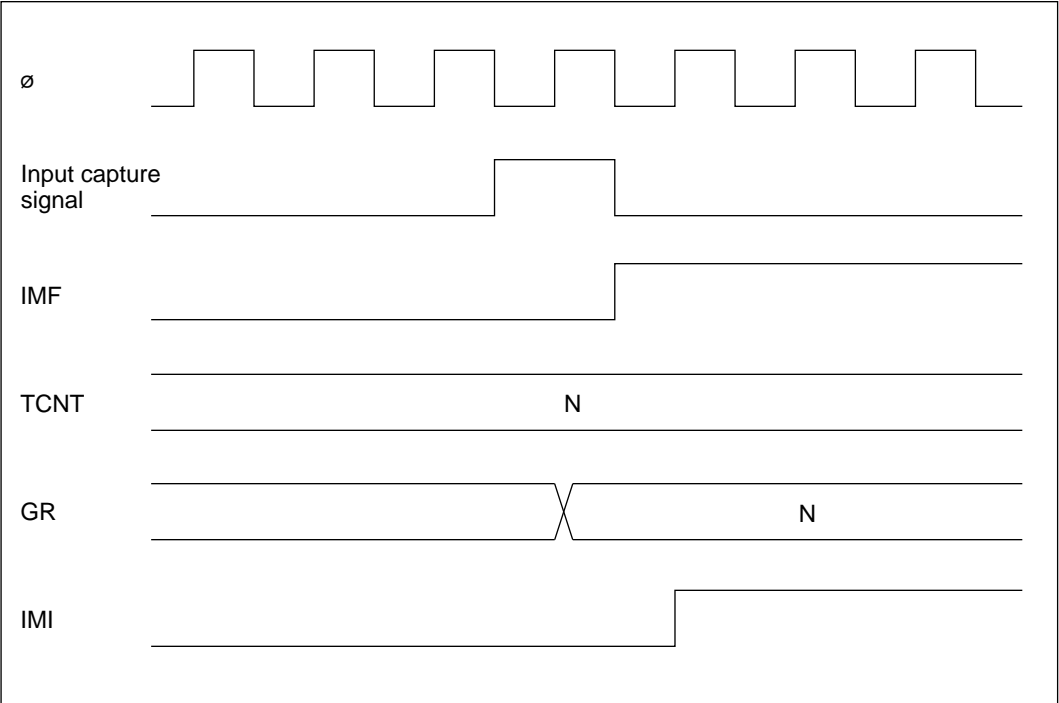 ø
Input capture
signal
IMF
TCNT
N
GR
N
IMI